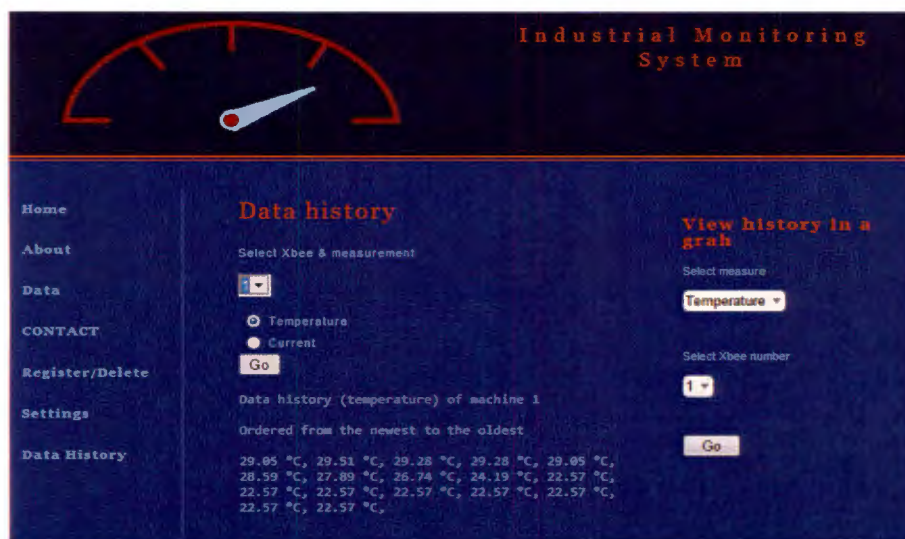 Industrial Monitoring
System
Home
About
Data
CONTACT
Register/Delete
Settings
Data History
Data history
Select Xbee & measurement
1
Temperature
Current
Go
Data history (temperature) of machine 1
Ordered from the newest to the oldest
29.05 °C, 29.51 °C, 29.28 °C, 29.28 °C, 29.05 °C,
28.59 °C, 27.89 °C, 26.74 °C, 24.19 °C, 22.57 °C,
22.57 °C, 22.57 °C, 22.57 °C, 22.57 °C, 22.57 °C,
22.57 °C, 22.57 °C,
View history in a
grah
Select measure
Temperature
Select Xbee number
1
Go